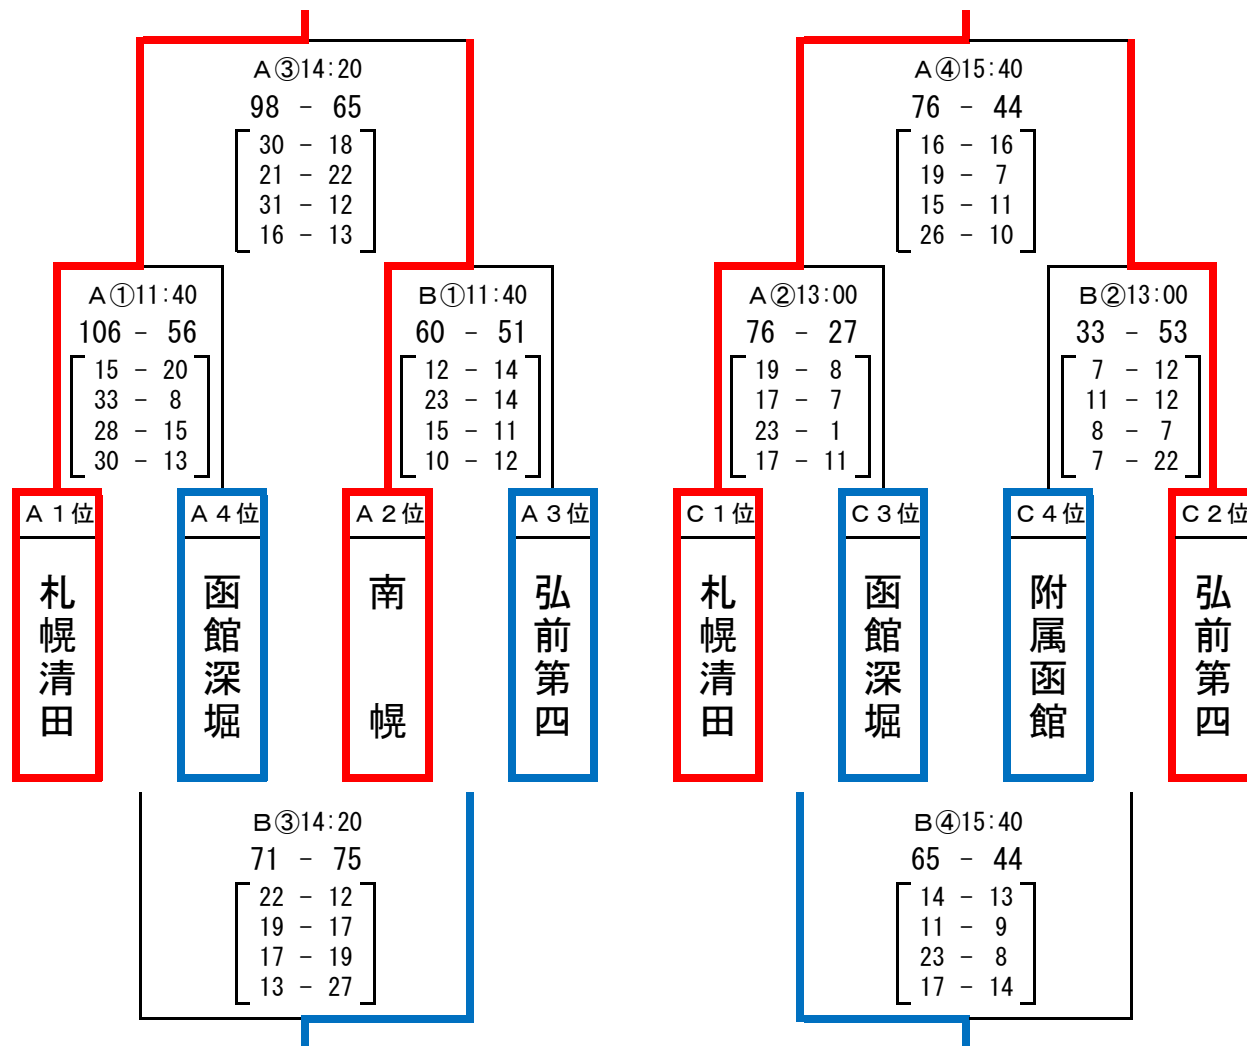 A③14:20
98 - 65
30 - 18
21 - 22
31 - 12
16 - 13
A④15:40
76 - 44
16 - 16
19 - 7
15 - 11
26 - 10
A①11:40
106 - 56
15 - 20
33 - 8
28 - 15
30 - 13
B①11:40
60 - 51
12 - 14
23 - 14
15 - 11
10 - 12
A②13:00
76 - 27
19 - 8
17 - 7
23 - 1
17 - 11
B②13:00
33 - 53
7 - 12
11 - 12
8 - 7
7 - 22
A1位
札幌清田
A4位
函館深堀
A2位
南幌
A3位
弘前第四
C1位
札幌清田
C3位
函館深堀
C4位
附属函館
C2位
弘前第四
B③14:20
71 - 75
22 - 12
19 - 17
17 - 19
13 - 27
B④15:40
65 - 44
14 - 13
11 - 9
23 - 8
17 - 14